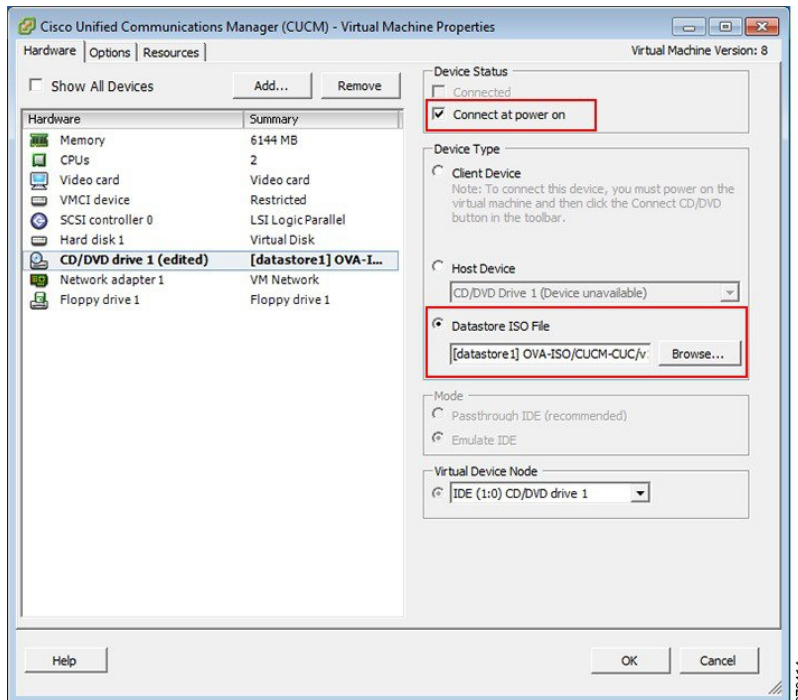 Cisco Unified Communications Manager (CUCM) - Virtual Machine Properties
Hardware Options Resources
Virtual Machine Version: 8
Show All Devices
Add...
Remove
Hardware Summary
Memory 6144 MB
CPUs 2
Video card Video card
VMCI device Restricted
SCSI controller 0 LSI Logic Parallel
Hard disk 1 Virtual Disk
CD/DVD drive 1 (edited) [datastore1] OVA-I...
Network adapter 1 VM Network
Floppy drive 1 Floppy drive 1
Device Status
Connected
Connect at power on
Device Type
Client Device
Note: To connect this device, you must power on the
virtual machine and then click the Connect CD/DVD
button in the toolbar.
Host Device
CD/DVD Drive 1 (Device unavailable)
Datastore ISO File
[datastore1] OVA-ISO/CUCM-CUC/v
Browse...
Mode
Passthrough IDE (recommended)
Emulate IDE
Virtual Device Node
IDE (1:0) CD/DVD drive 1
Help
OK
Cancel